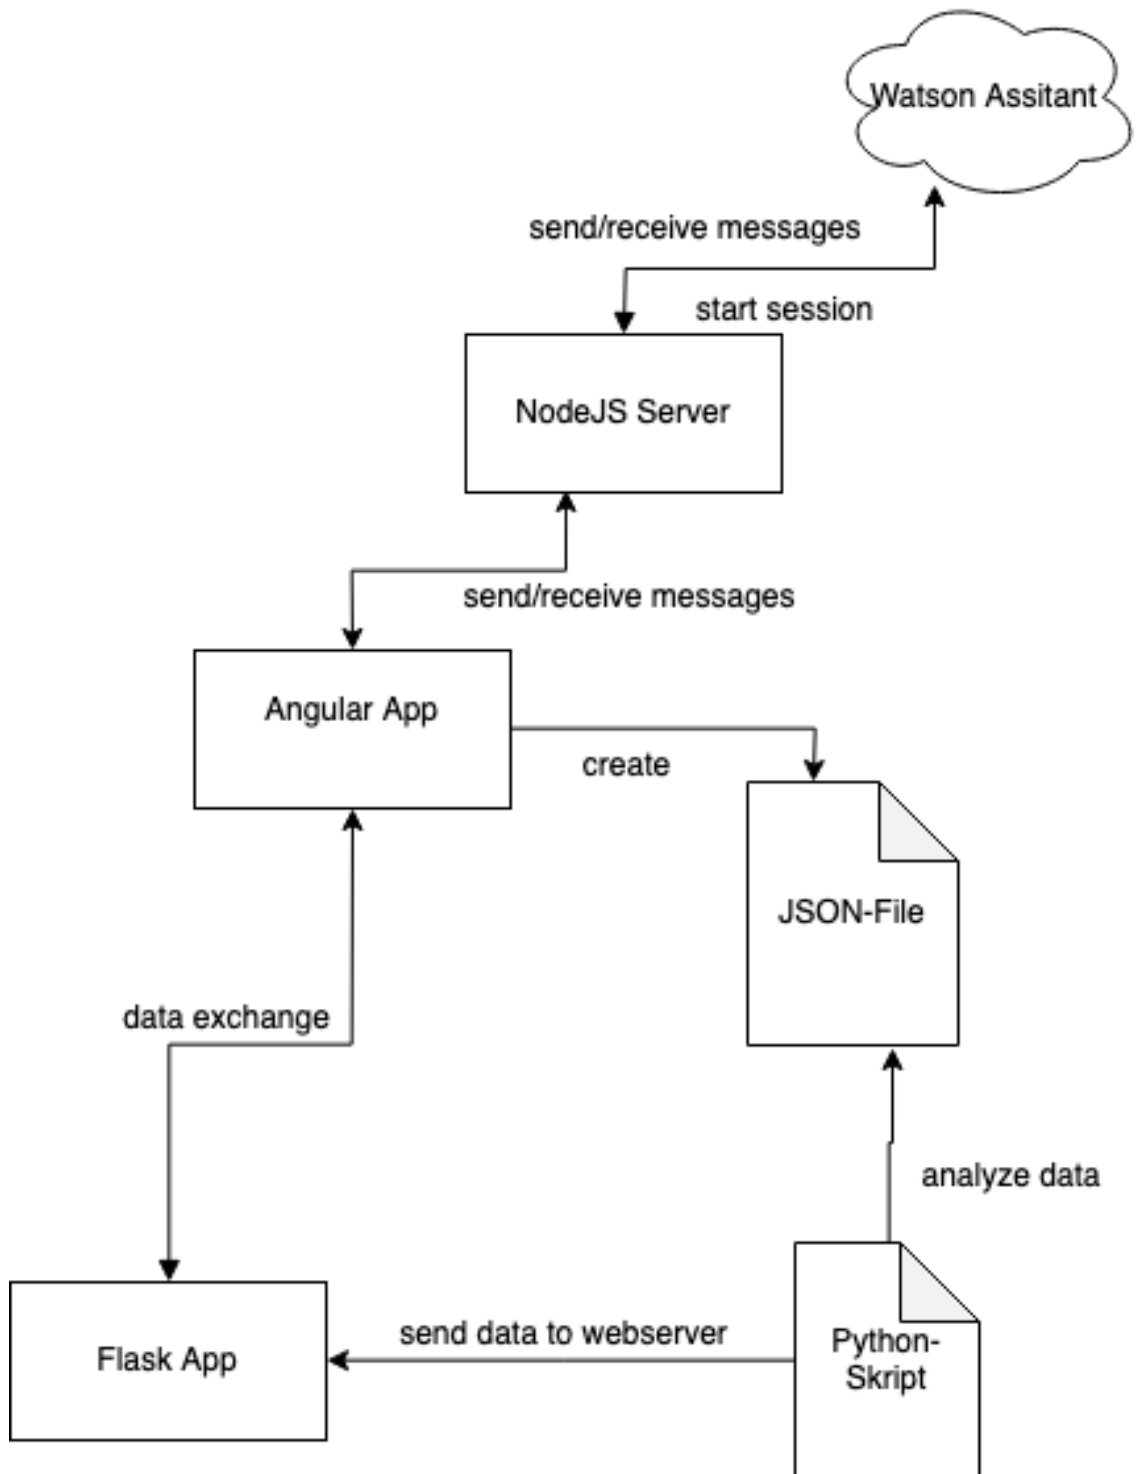 Watson Assitant
send/receive messages
start session
NodeJS Server
send/receive messages
Angular App
create
JSON-File
data exchange
analyze data
send data to webserver
Flask App
Python-
Skript